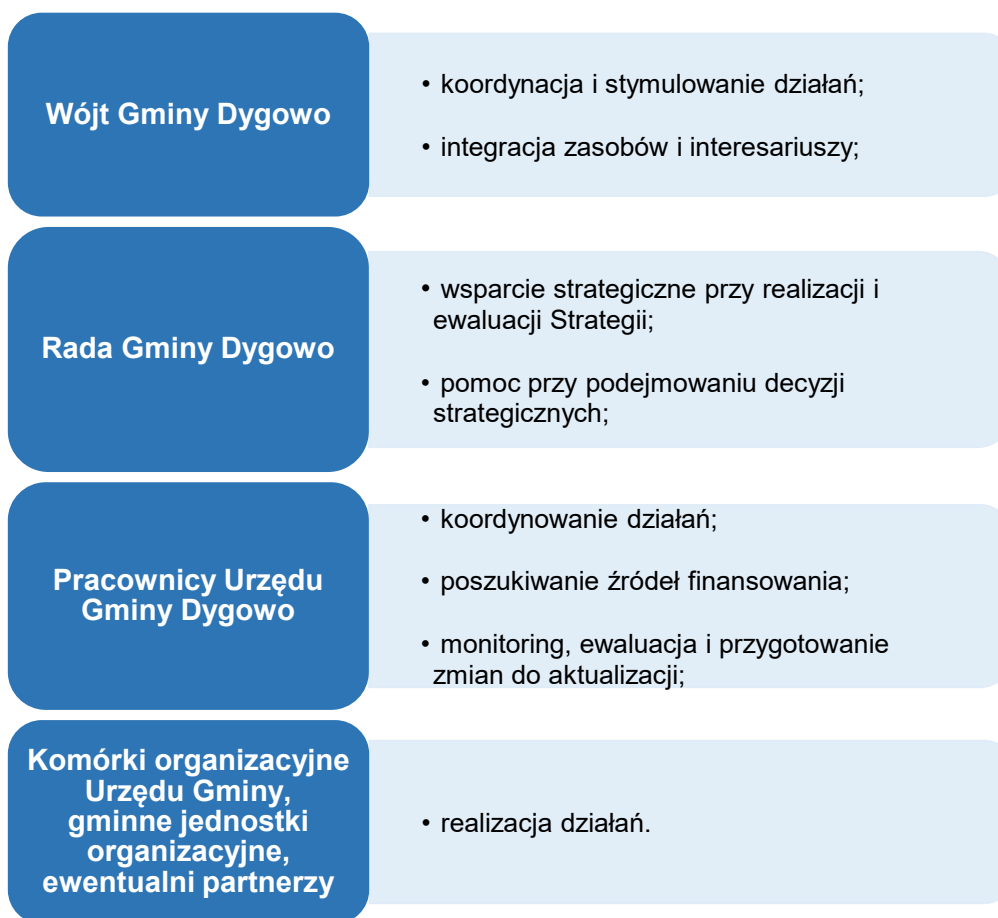 Wójt Gminy Dygowo
• koordynacja i stymulowanie działań;
• integracja zasobów i interesariuszy;
Rada Gminy Dygowo
• wsparcie strategiczne przy realizacji i
ewaluacji Strategii;
• pomoc przy podejmowaniu decyzji
strategicznych;
Pracownicy Urzędu
Gminy Dygowo
• koordynowanie działań;
• poszukiwanie źródeł finansowania;
• monitoring, ewaluacja i przygotowanie
zmian do aktualizacji;
Komórki organizacyjne
Urzędu Gminy,
gminne jednostki
organizacyjne,
ewentualni partnerzy
• realizacja działań.